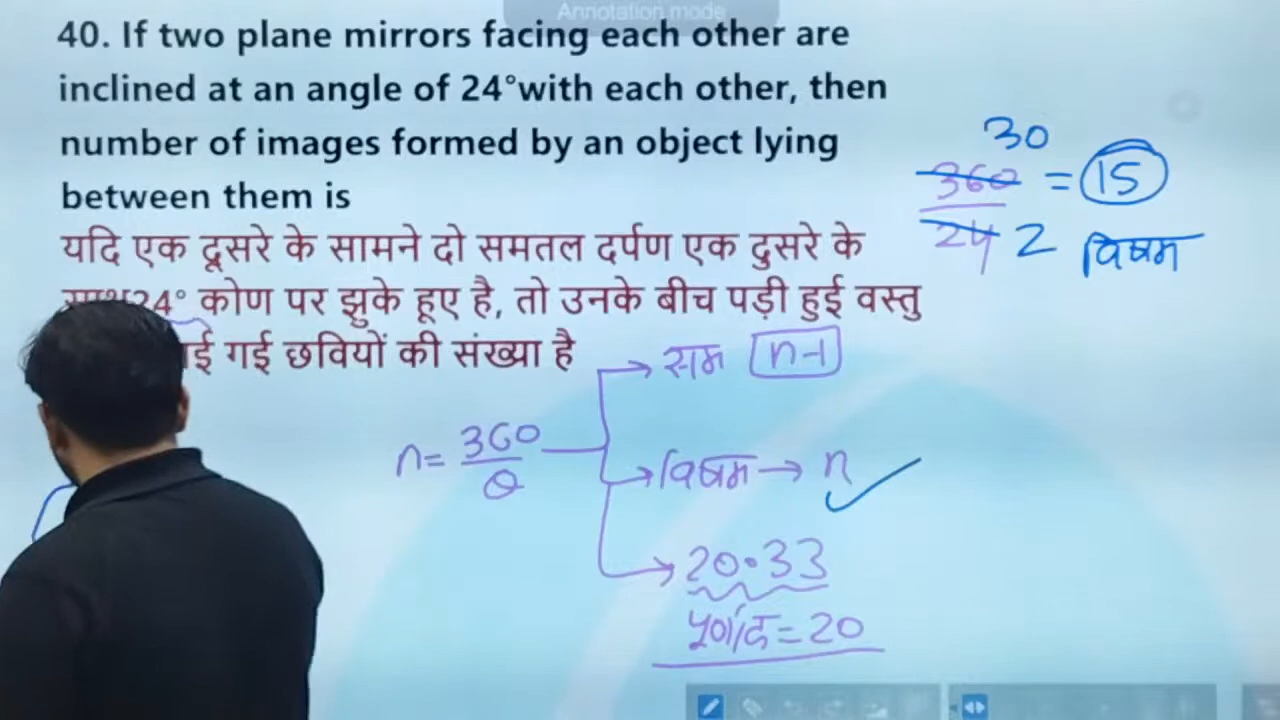 Annotation mode
40. If two plane mirrors facing each other are
inclined at an angle of 24°with each other, then
number of images formed by an object lying
between them is
यदि एक दूसरे के सामने दो समतल दर्पण एक दुसरे के
24° कोण पर झुके हूए है, तो उनके बीच पड़ी हुई वस्तु
गई छवियों की संख्या है
30
360/24 = 15
2 विषम
सम n-1
n= 360/θ
विषम → n
20.33
पूर्णांक = 20